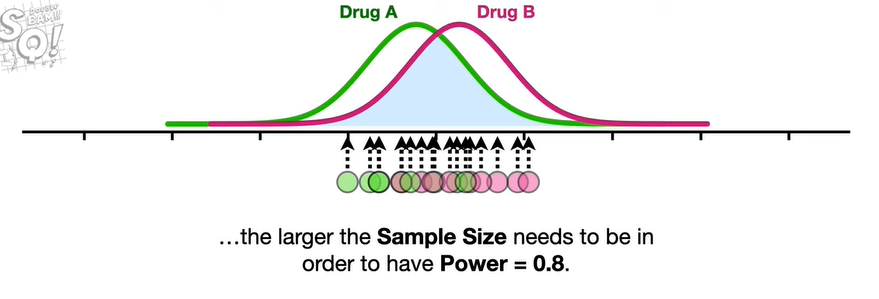 Double
BAM!!!
SQ!
Drug A
Drug B
…the larger the Sample Size needs to be in
order to have Power = 0.8.